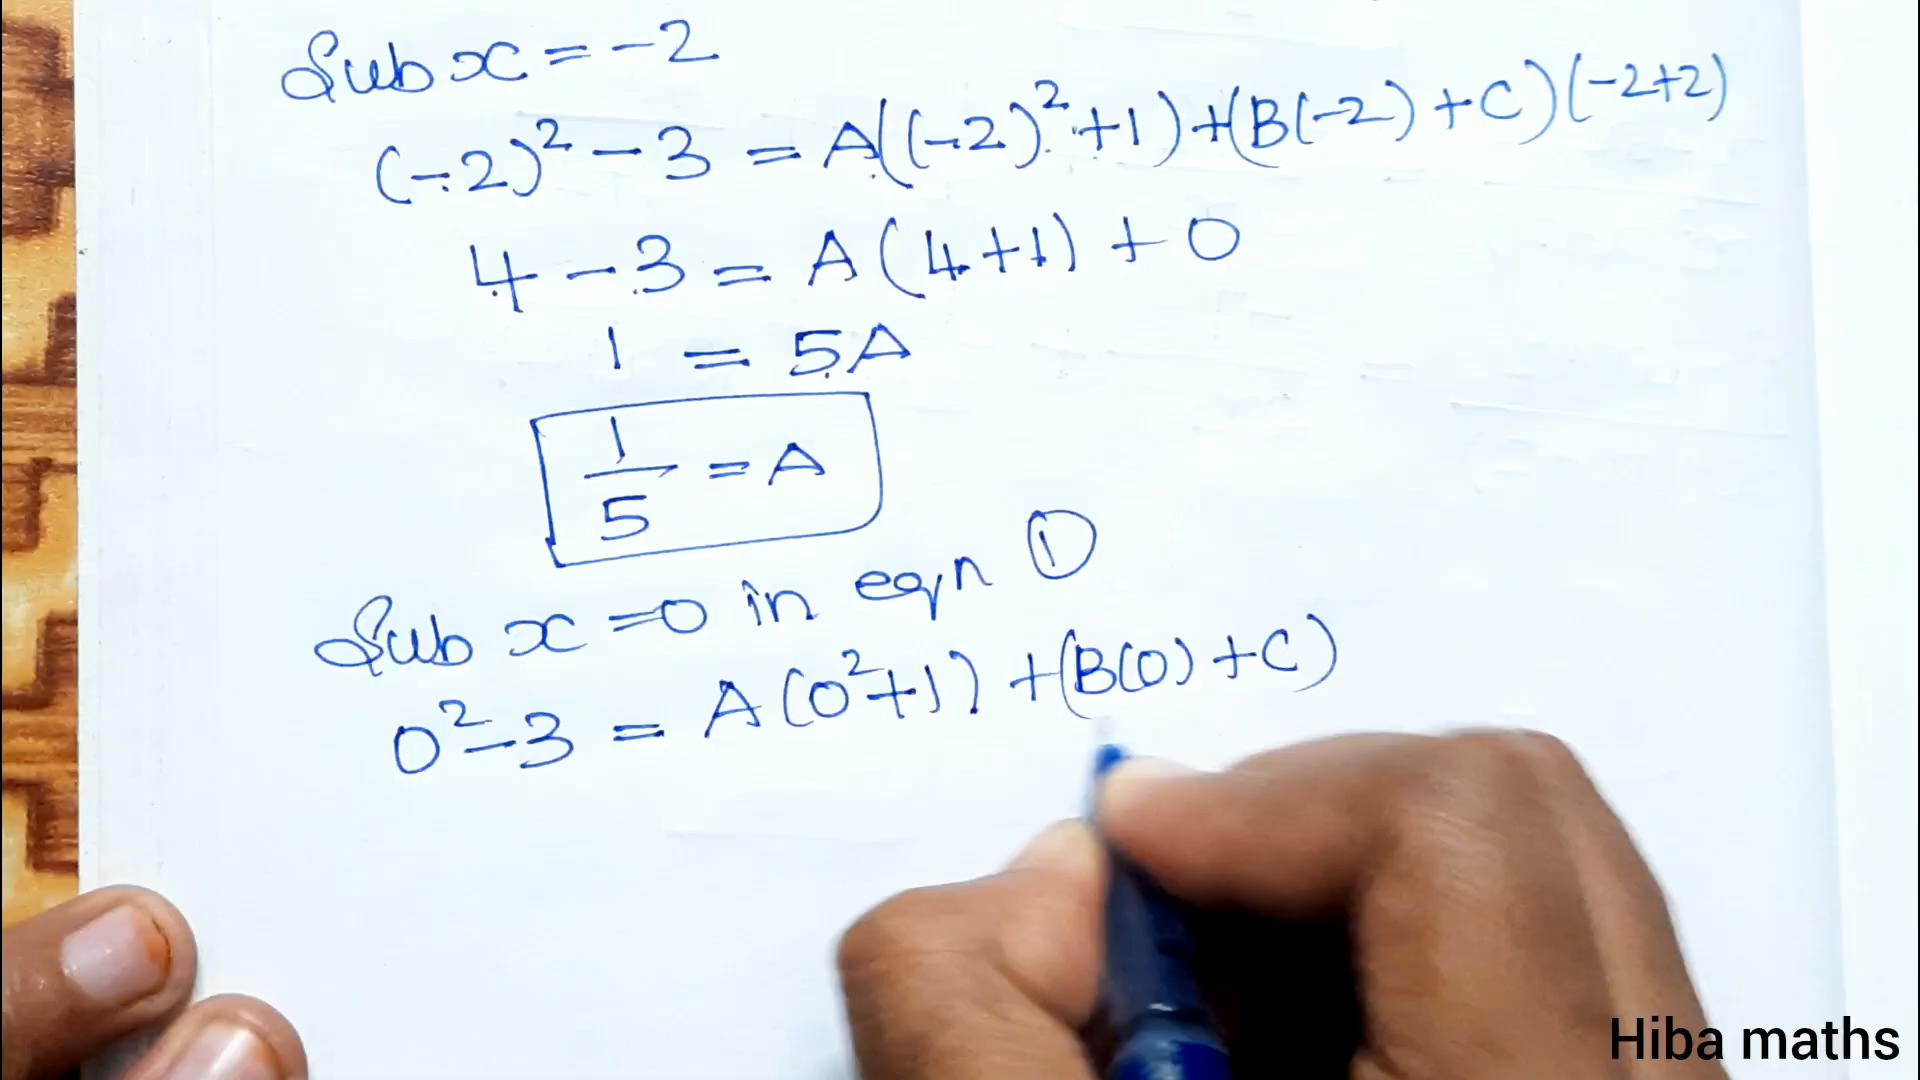 Sub x = -2
(-2)² - 3 = A((-2)² + 1) + (B(-2) + C)(-2+2)
4 - 3 = A(4+1) + 0
1 = 5A
1/5 = A
Sub x = 0 in eqn ①
0² - 3 = A(0²+1) + (B(0) + C)
Hiba maths